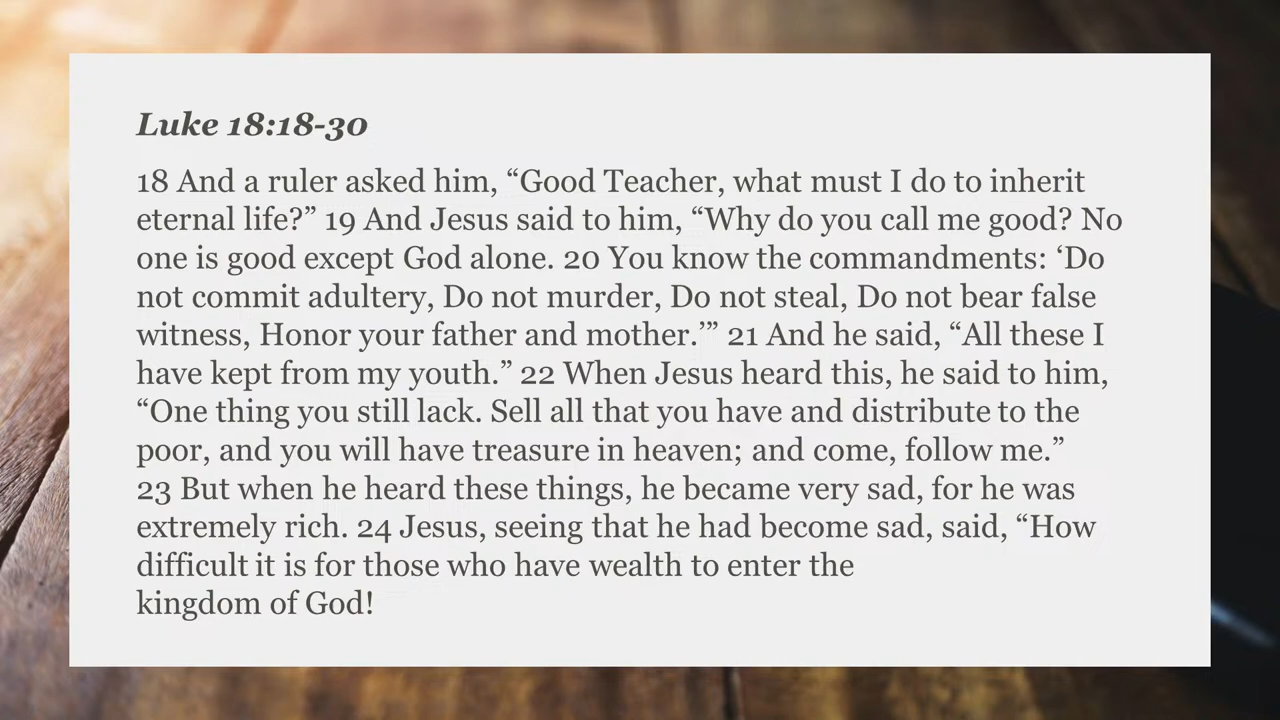 Luke 18:18-30
18 And a ruler asked him, “Good Teacher, what must I do to inherit
eternal life?” 19 And Jesus said to him, “Why do you call me good? No
one is good except God alone. 20 You know the commandments: ‘Do
not commit adultery, Do not murder, Do not steal, Do not bear false
witness, Honor your father and mother.’” 21 And he said, “All these I
have kept from my youth.” 22 When Jesus heard this, he said to him,
“One thing you still lack. Sell all that you have and distribute to the
poor, and you will have treasure in heaven; and come, follow me.”
23 But when he heard these things, he became very sad, for he was
extremely rich. 24 Jesus, seeing that he had become sad, said, “How
difficult it is for those who have wealth to enter the
kingdom of God!